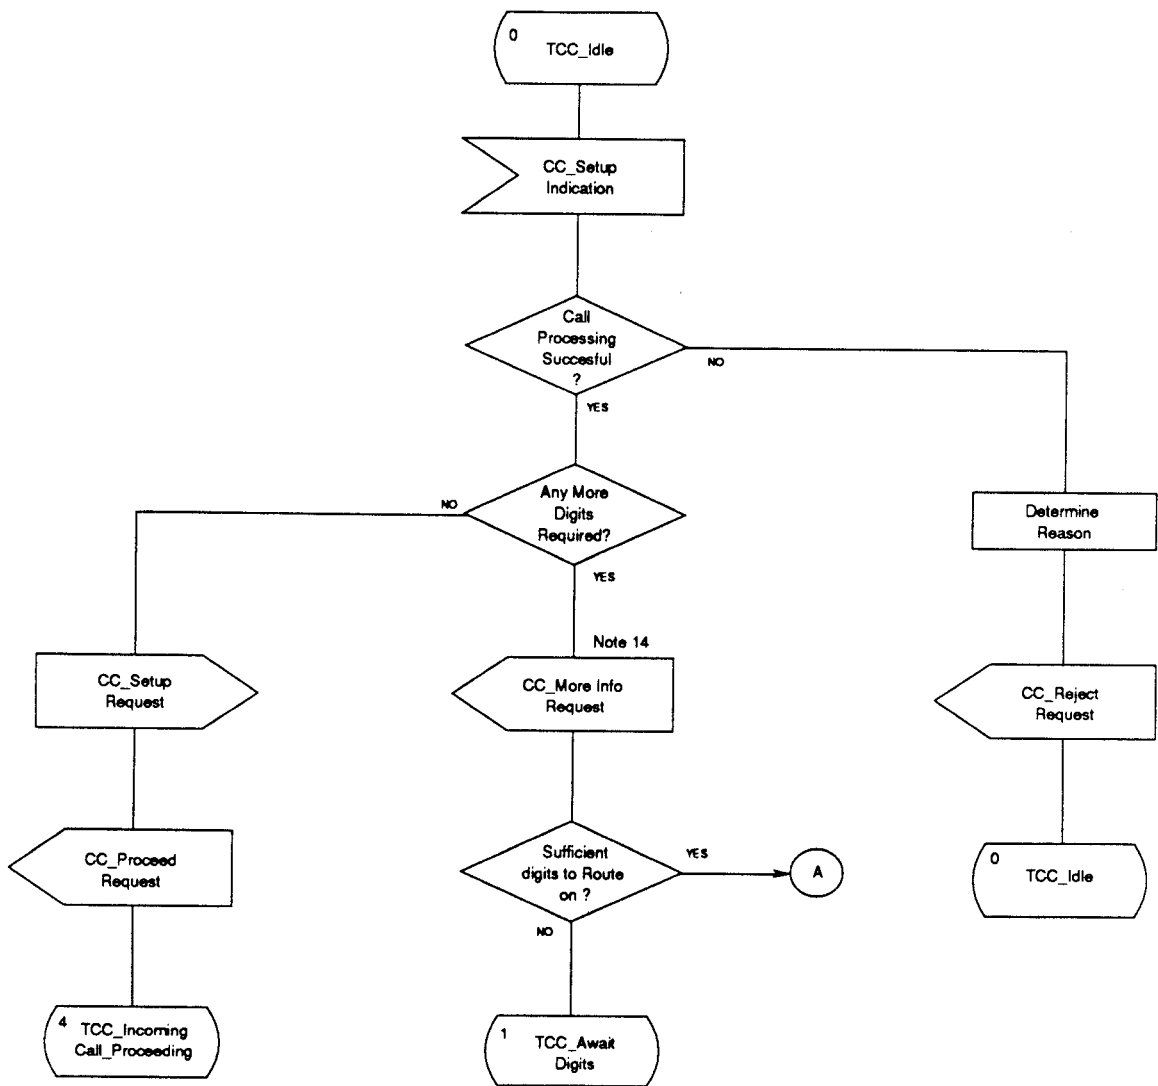 0
TCC_Idle
CC_Setup
Indication
Call
Processing
Succesful
?
NO
YES
Any More
Digits
Required?
NO
YES
Determine
Reason
Note 14
CC_Setup
Request
CC_More Info
Request
CC_Reject
Request
CC_Proceed
Request
Sufficient
digits to Route
on ?
YES
A
NO
0
TCC_Idle
4
TCC_Incoming
Call_Proceeding
1
TCC_Await
Digits